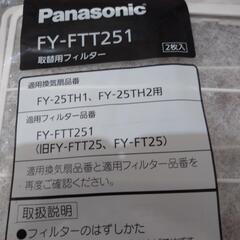 Panasonic
FY-FTT251
取替用フィルター
2枚入
適用換気扇品番
FY-25TH1、FY-25TH2用
適用フィルター品番
FY-FTT251
(旧FY-FTT25、FY-FT25)
適用換気扇品番と適用フィルター品番を
再度ご確認ください。
取扱説明
●フィルターのはずしかた